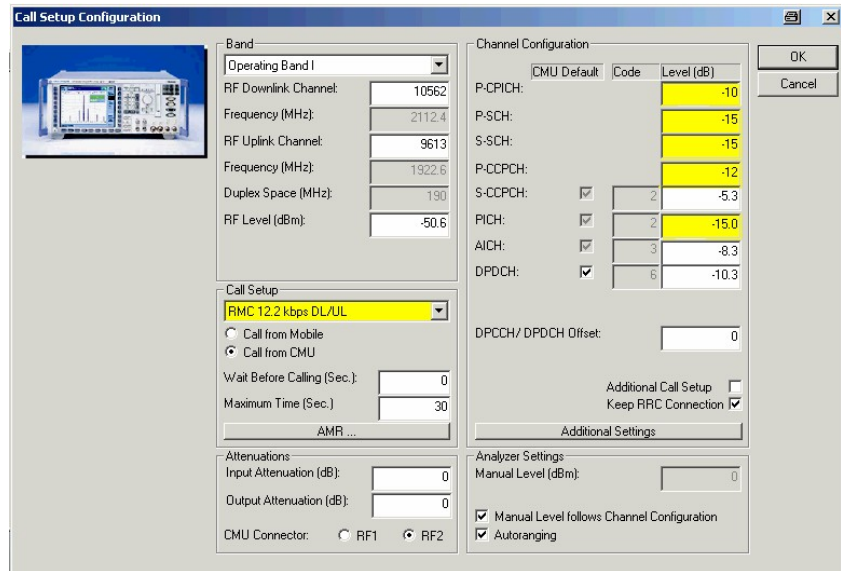 Call Setup Configuration
Band
Operating Band I
RF Downlink Channel: 10562
Frequency (MHz): 2112.4
RF Uplink Channel: 9613
Frequency (MHz): 1922.6
Duplex Space (MHz): 190
RF Level (dBm): -50.6
Call Setup
RMC 12.2 kbps DL/UL
Call from Mobile
Call from CMU
Wait Before Calling (Sec.): 0
Maximum Time (Sec.) 30
AMR ...
Attenuations
Input Attenuation (dB): 0
Output Attenuation (dB): 0
CMU Connector: RF1 RF2
Channel Configuration
CMU Default Code Level (dB)
P-CPICH: -10
P-SCH: -15
S-SCH: -15
P-CCPCH: -12
S-CCPCH: 2 -5.3
PICH: 2 -15.0
AICH: 3 -8.3
DPDCH: 6 -10.3
DPCCH/ DPDCH Offset: 0
Additional Call Setup
Keep RRC Connection
Additional Settings
Analyzer Settings
Manual Level (dBm): 0
Manual Level follows Channel Configuration
Autoranging
OK
Cancel